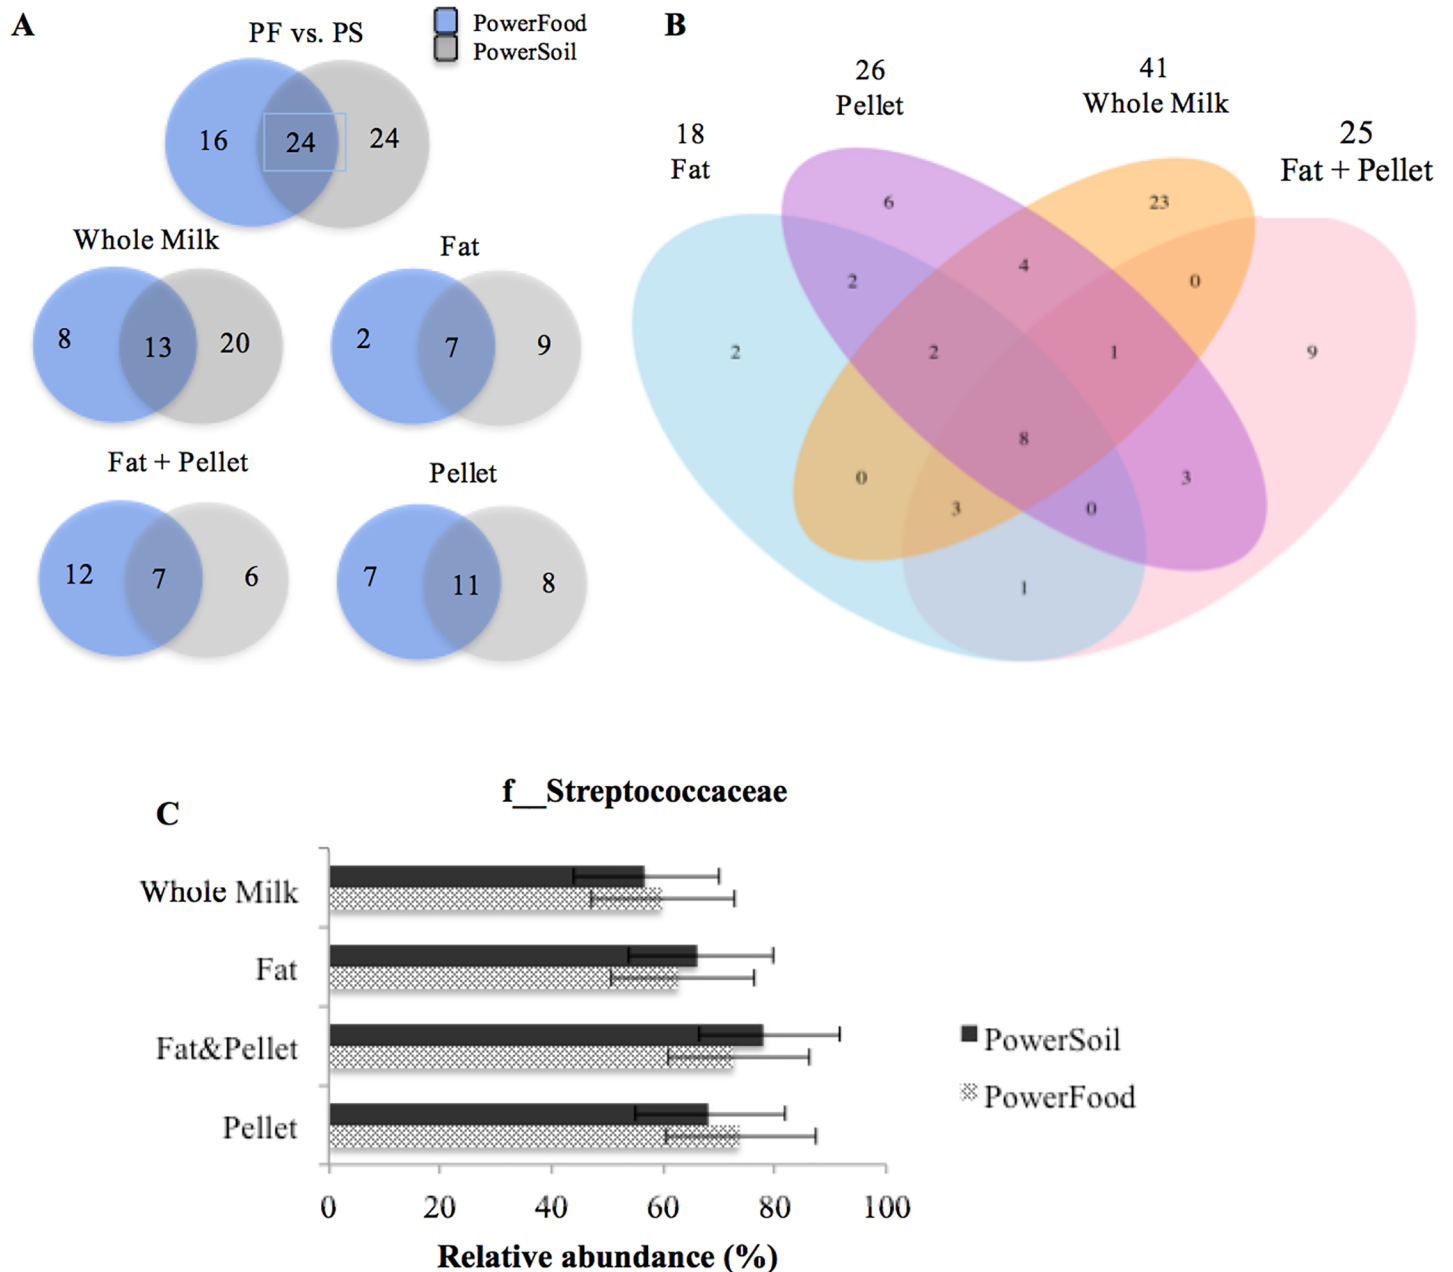 A
PF vs. PS
PowerFood
PowerSoil
16
24
24
Whole Milk
8
13
20
Fat
2
7
9
Fat + Pellet
12
7
6
Pellet
7
11
8
B
18
Fat
26
Pellet
41
Whole Milk
25
Fat + Pellet
6
23
2
4
0
2
2
1
9
8
0
3
0
3
1
C
f__Streptococcaceae
Whole Milk
Fat
Fat&Pellet
Pellet
PowerSoil
PowerFood
0 20 40 60 80 100
Relative abundance (%)